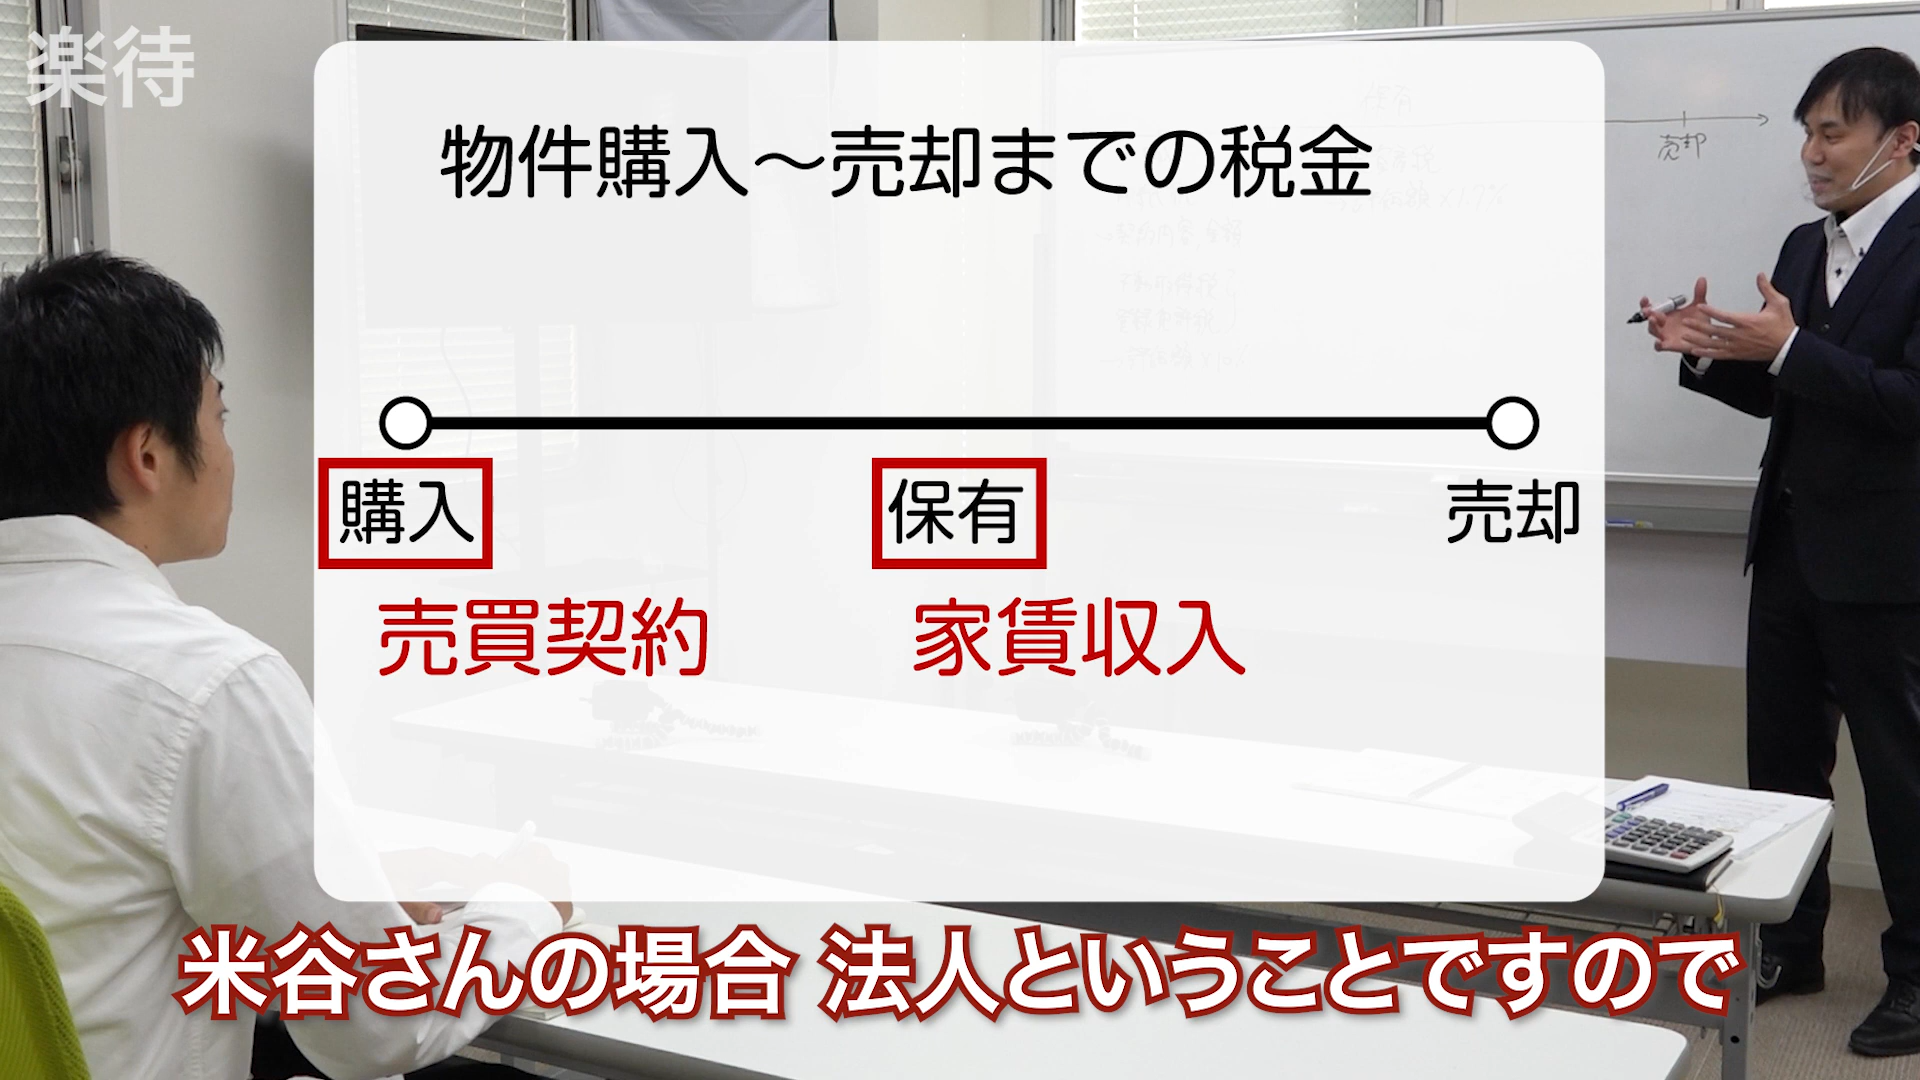 楽待
物件購入～売却までの税金
売却
購入
保有
売却
売買契約
家賃収入
米谷さんの場合 法人ということですので